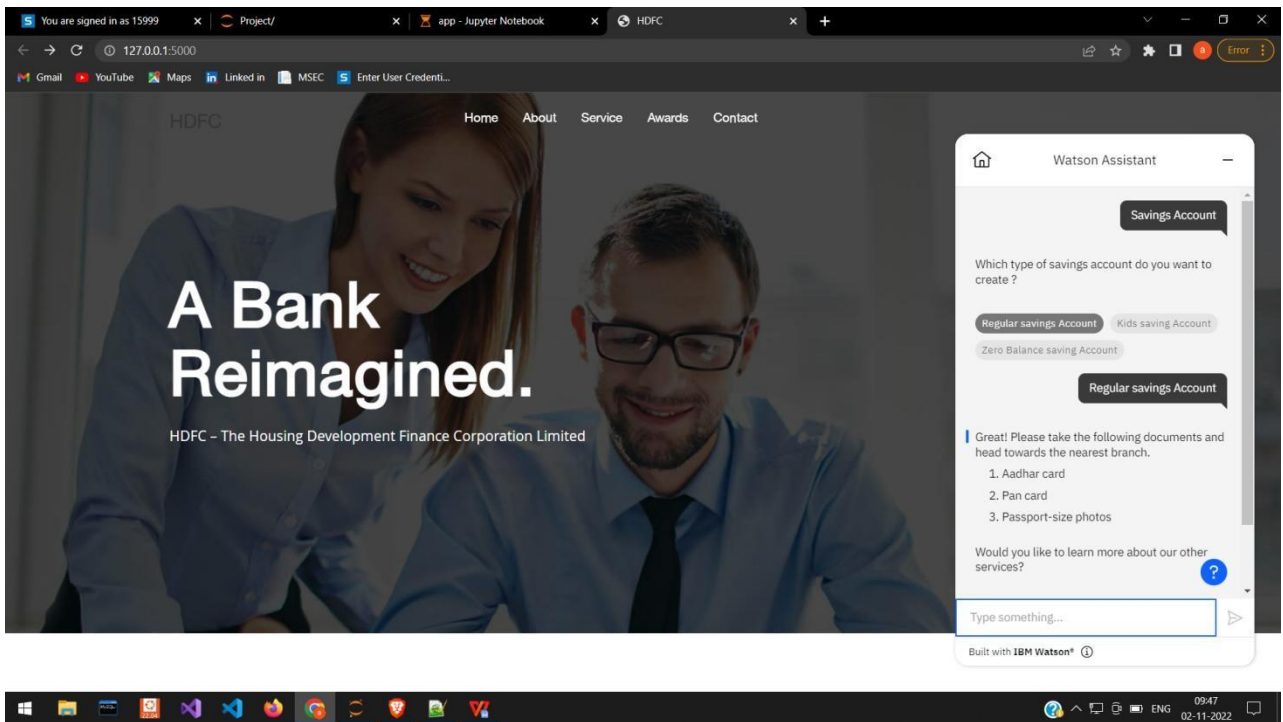 You are signed in as 15999
Project/
app - Jupyter Notebook
HDFC
127.0.0.1:5000
Error
Gmail
YouTube
Maps
Linked in
MSEC
Enter User Credenti...
HDFC
Home About Service Awards Contact
A Bank
Reimagined.
HDFC – The Housing Development Finance Corporation Limited
Watson Assistant
Savings Account
Which type of savings account do you want to
create ?
Regular savings Account
Kids saving Account
Zero Balance saving Account
Regular savings Account
Great! Please take the following documents and
head towards the nearest branch.
1. Aadhar card
2. Pan card
3. Passport-size photos
Would you like to learn more about our other
services?
?
Type something...
Built with IBM Watson®
ENG
09:47
02-11-2022